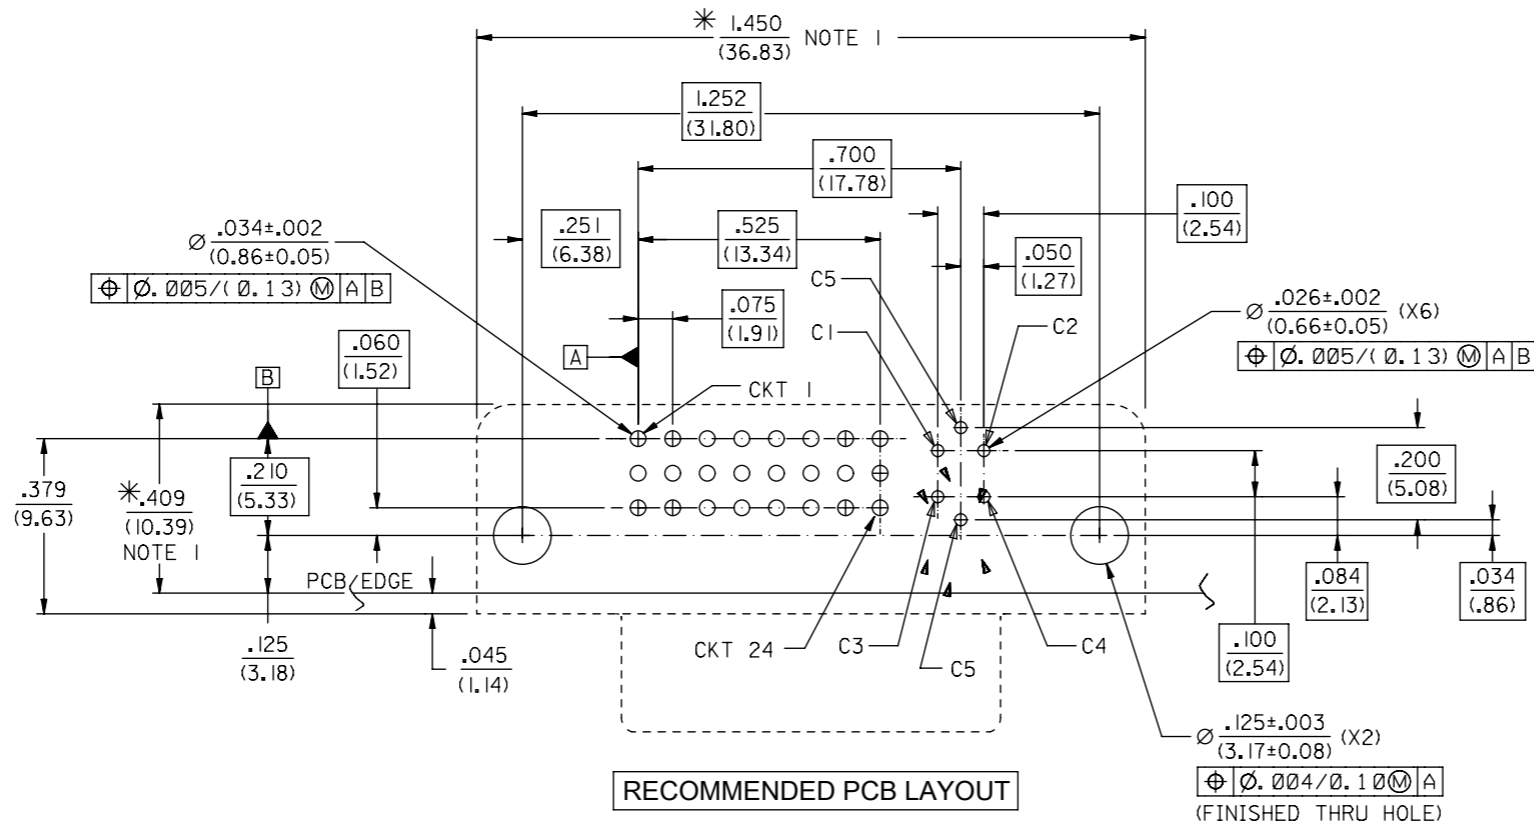 * 1.450 NOTE 1
(36.83)
1.252
(31.80)
.700
(17.78)
.100
(2.54)
.251
(6.38)
.525
(13.34)
.050
(1.27)
Ø .034±.002
(0.86±0.05)
⌖ Ø.005/(0.13) Ⓜ A B
C5
.075
(1.91)
C1
C2
Ø .026±.002 (X6)
(0.66±0.05)
⌖ Ø.005/(0.13) Ⓜ A B
.060
(1.52)
A
B
CKT 1
.379
(9.63)
*.409
(10.39)
NOTE 1
.210
(5.33)
.200
(5.08)
PCB EDGE
.084
(2.13)
.034
(.86)
.125
(3.18)
.045
(1.14)
CKT 24
C3
C5
C4
.100
(2.54)
Ø .125±.003 (X2)
(3.17±0.08)
⌖ Ø.004/0.10Ⓜ A
(FINISHED THRU HOLE)
RECOMMENDED PCB LAYOUT